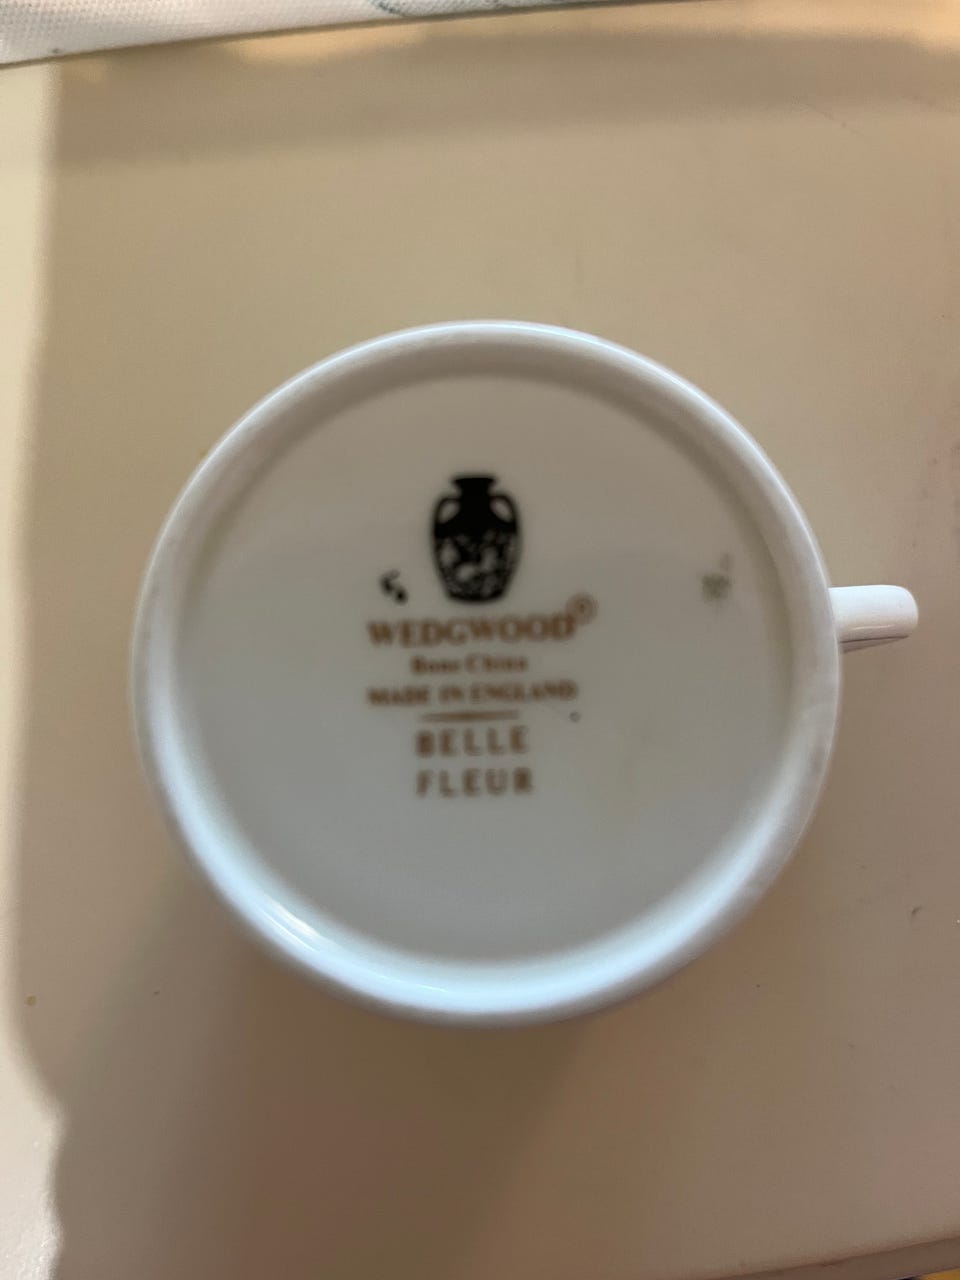 WEDGWOOD®
Bone China
MADE IN ENGLAND
BELLE
FLEUR